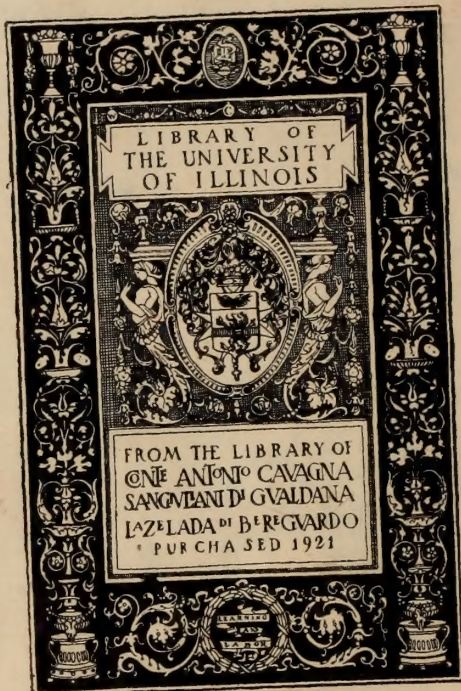 LIBRARY OF
THE UNIVERSITY
OF ILLINOIS
FROM THE LIBRARY OF
CONTE ANTONIO CAVAGNA
SANGIULIANI DI GUALDANA
LAZELADA DI BEREGUARDO
PURCHASED 1921
LEARNING
AND
LABOR